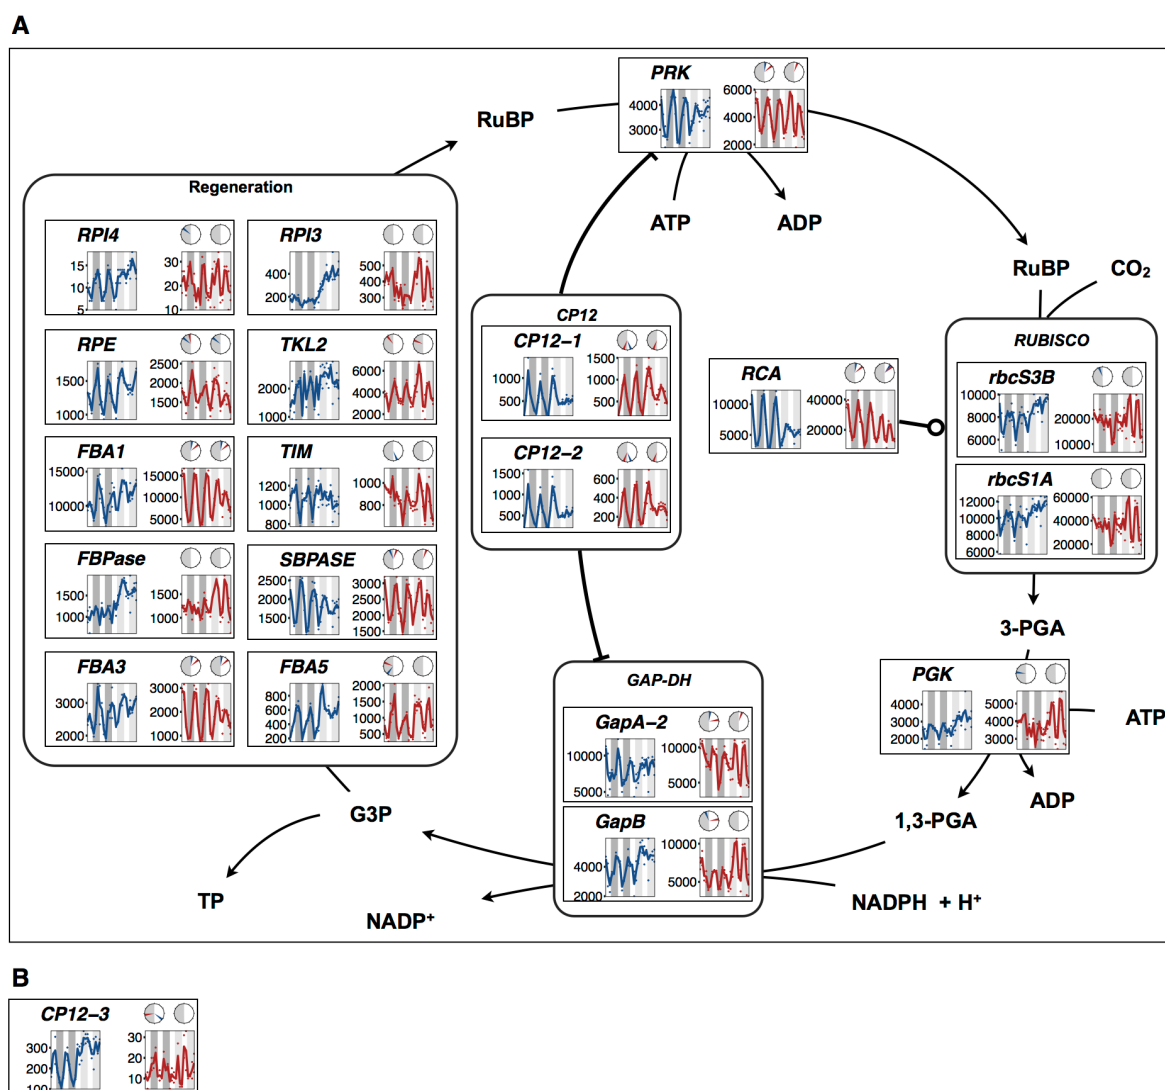 A
PRK
4000
3000
6000
4000
2000
RuBP
ATP
ADP
RuBP
CO₂
Regeneration
RPI4
15
10
5
30
20
10
RPI3
400
200
500
400
300
RPE
1500
1000
2500
2000
1500
TKL2
2000
1000
6000
4000
2000
FBA1
15000
10000
15000
10000
5000
TIM
1200
1000
800
1000
800
FBPase
1500
1000
1500
1000
SBPASE
2500
2000
1500
3000
2500
2000
1500
FBA3
3000
2000
3000
2000
1000
FBA5
800
600
400
200
2000
1500
1000
500
CP12
CP12–1
1000
500
1500
1000
500
CP12–2
1500
1000
500
600
400
200
RCA
10000
5000
40000
20000
RUBISCO
rbcS3B
10000
8000
6000
20000
10000
rbcS1A
12000
10000
8000
6000
60000
40000
20000
3-PGA
PGK
4000
3000
2000
5000
4000
3000
ATP
ADP
1,3-PGA
NADPH + H⁺
GAP-DH
GapA–2
10000
5000
10000
5000
GapB
4000
2000
10000
5000
G3P
TP
NADP⁺
B
CP12–3
300
200
100
30
20
10